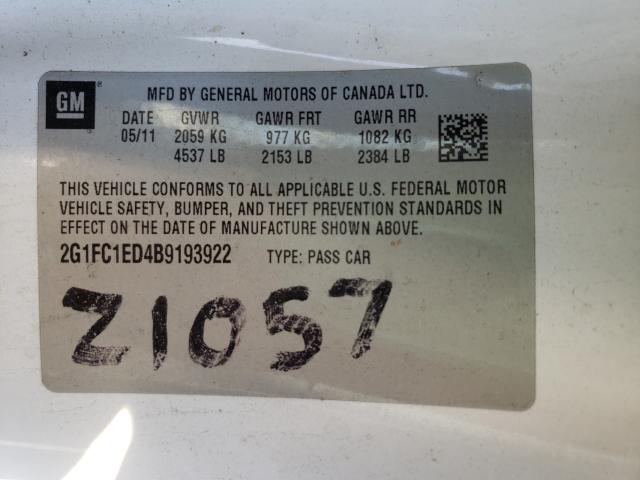 GM
MFD BY GENERAL MOTORS OF CANADA LTD.
DATE GVWR GAWR FRT GAWR RR
05/11 2059 KG 977 KG 1082 KG
4537 LB 2153 LB 2384 LB
THIS VEHICLE CONFORMS TO ALL APPLICABLE U.S. FEDERAL MOTOR
VEHICLE SAFETY, BUMPER, AND THEFT PREVENTION STANDARDS IN
EFFECT ON THE DATE OF MANUFACTURE SHOWN ABOVE.
2G1FC1ED4B9193922 TYPE: PASS CAR
Z1057